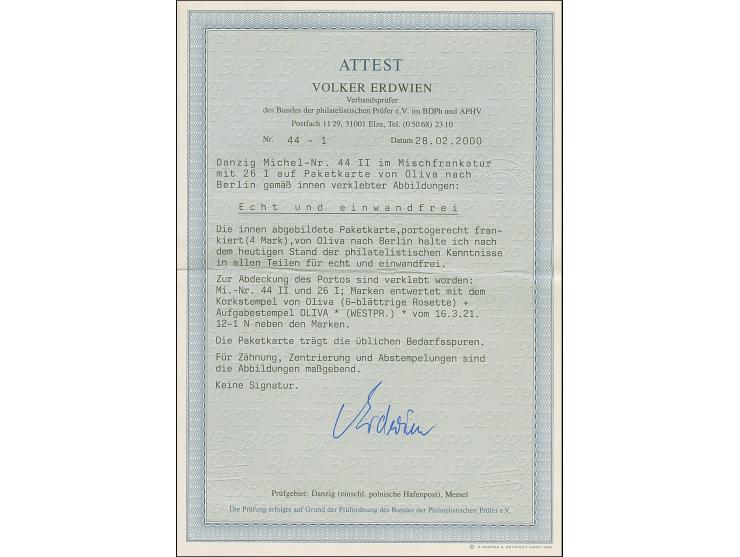 ATTEST
VOLKER ERDWIEN
Verbandsprüfer
des Bundes der philatelistischen Prüfer e.V. im BDPh und APHV
Postfach 11 29, 31001 Elze, Tel. (0 50 68) 23 10
Nr. 44 - 1 Datum 28.02.2000
Danzig Michel-Nr. 44 II im Mischfrankatur
mit 26 I auf Paketkarte von Oliva nach
Berlin gemäß innen verklebter Abbildungen:
Echt und einwandfrei
Die innen abgebildete Paketkarte,portogerecht fran-
kiert(4 Mark),von Oliva nach Berlin halte ich nach
dem heutigen Stand der philatelistischen Kenntnisse
in allen Teilen für echt und einwandfrei.
Zur Abdeckung des Portos sind verklebt worden:
Mi.-Nr. 44 II und 26 I; Marken entwertet mit dem
Korkstempel von Oliva (6-blättrige Rosette) +
Aufgabestempel OLIVA * (WESTPR.) * vom 16.3.21.
12-1 N neben den Marken.
Die Paketkarte trägt die üblichen Bedarfsspuren.
Für Zähnung, Zentrierung und Abstempelungen sind
die Abbildungen maßgebend.
Keine Signatur.
Erdwien
Prüfgebiet: Danzig (einschl. polnische Hafenpost), Memel
Die Prüfung erfolgte auf Grund der Prüfordnung des Bundes der Philatelistischen Prüfer e.V.